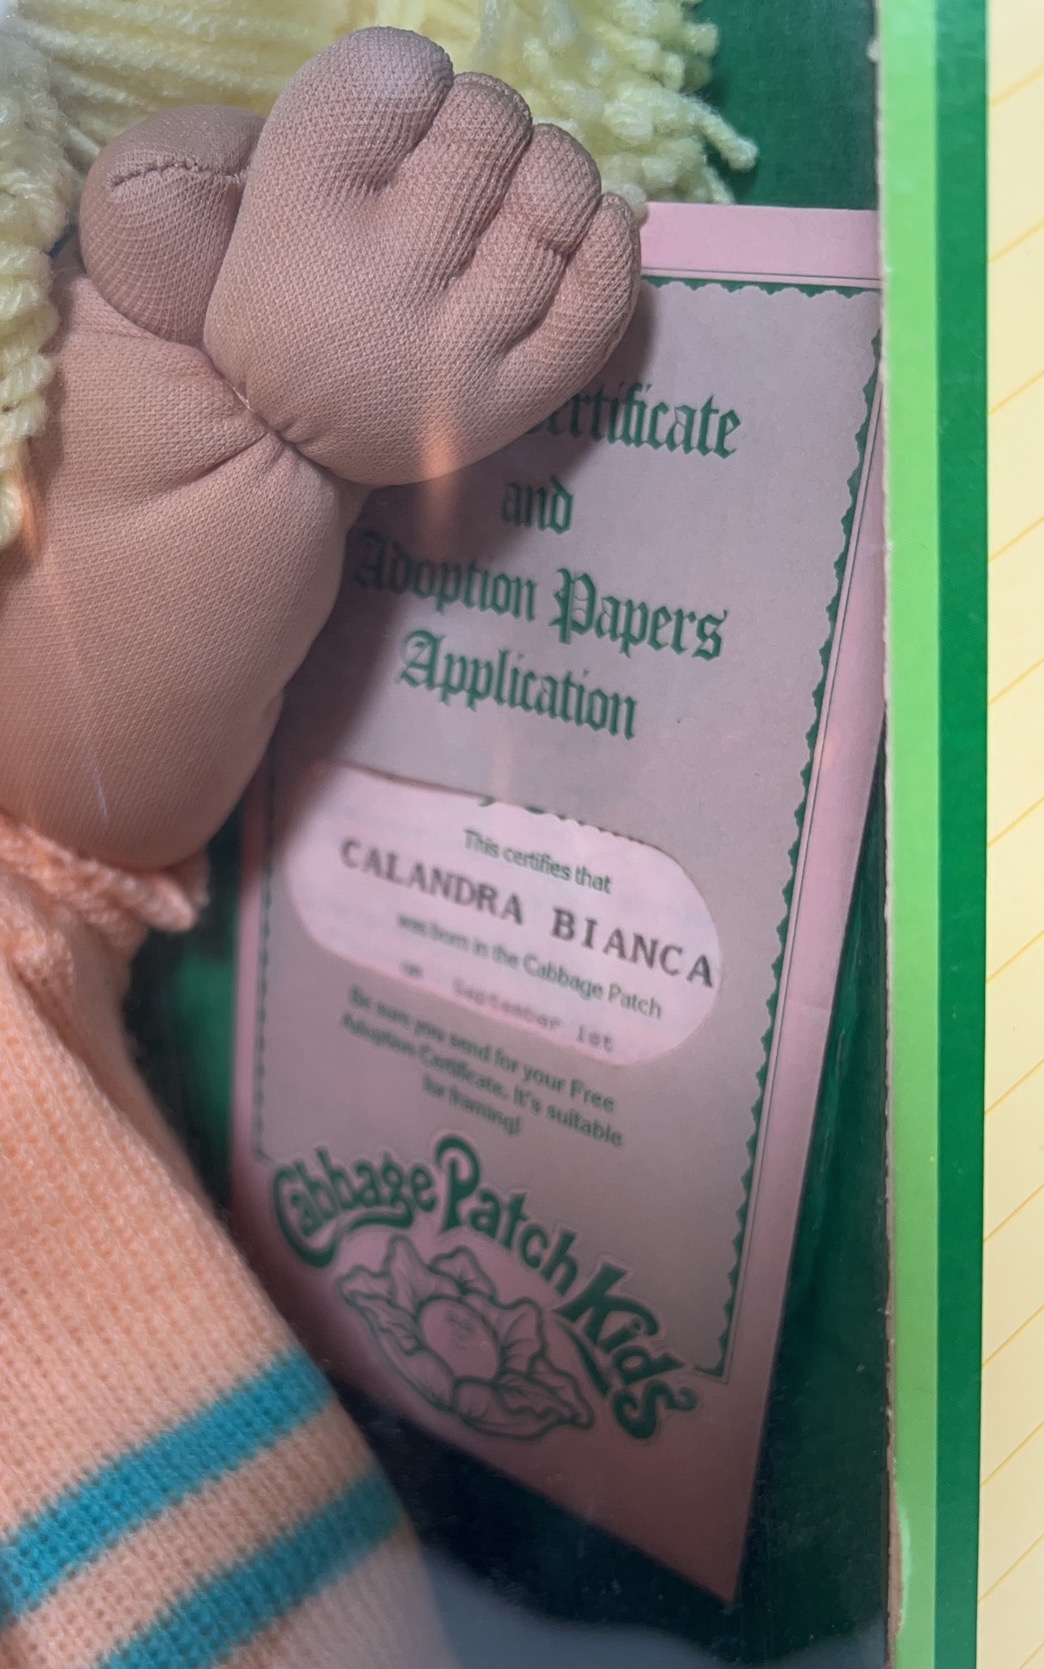 ertificate
and
Adoption Papers
Application
This certifies that
CALANDRA BIANCA
was born in the Cabbage Patch
on September 1st
Be sure you send for your Free
Adoption Certificate. It's suitable
for framing!
Cabbage Patch Kids